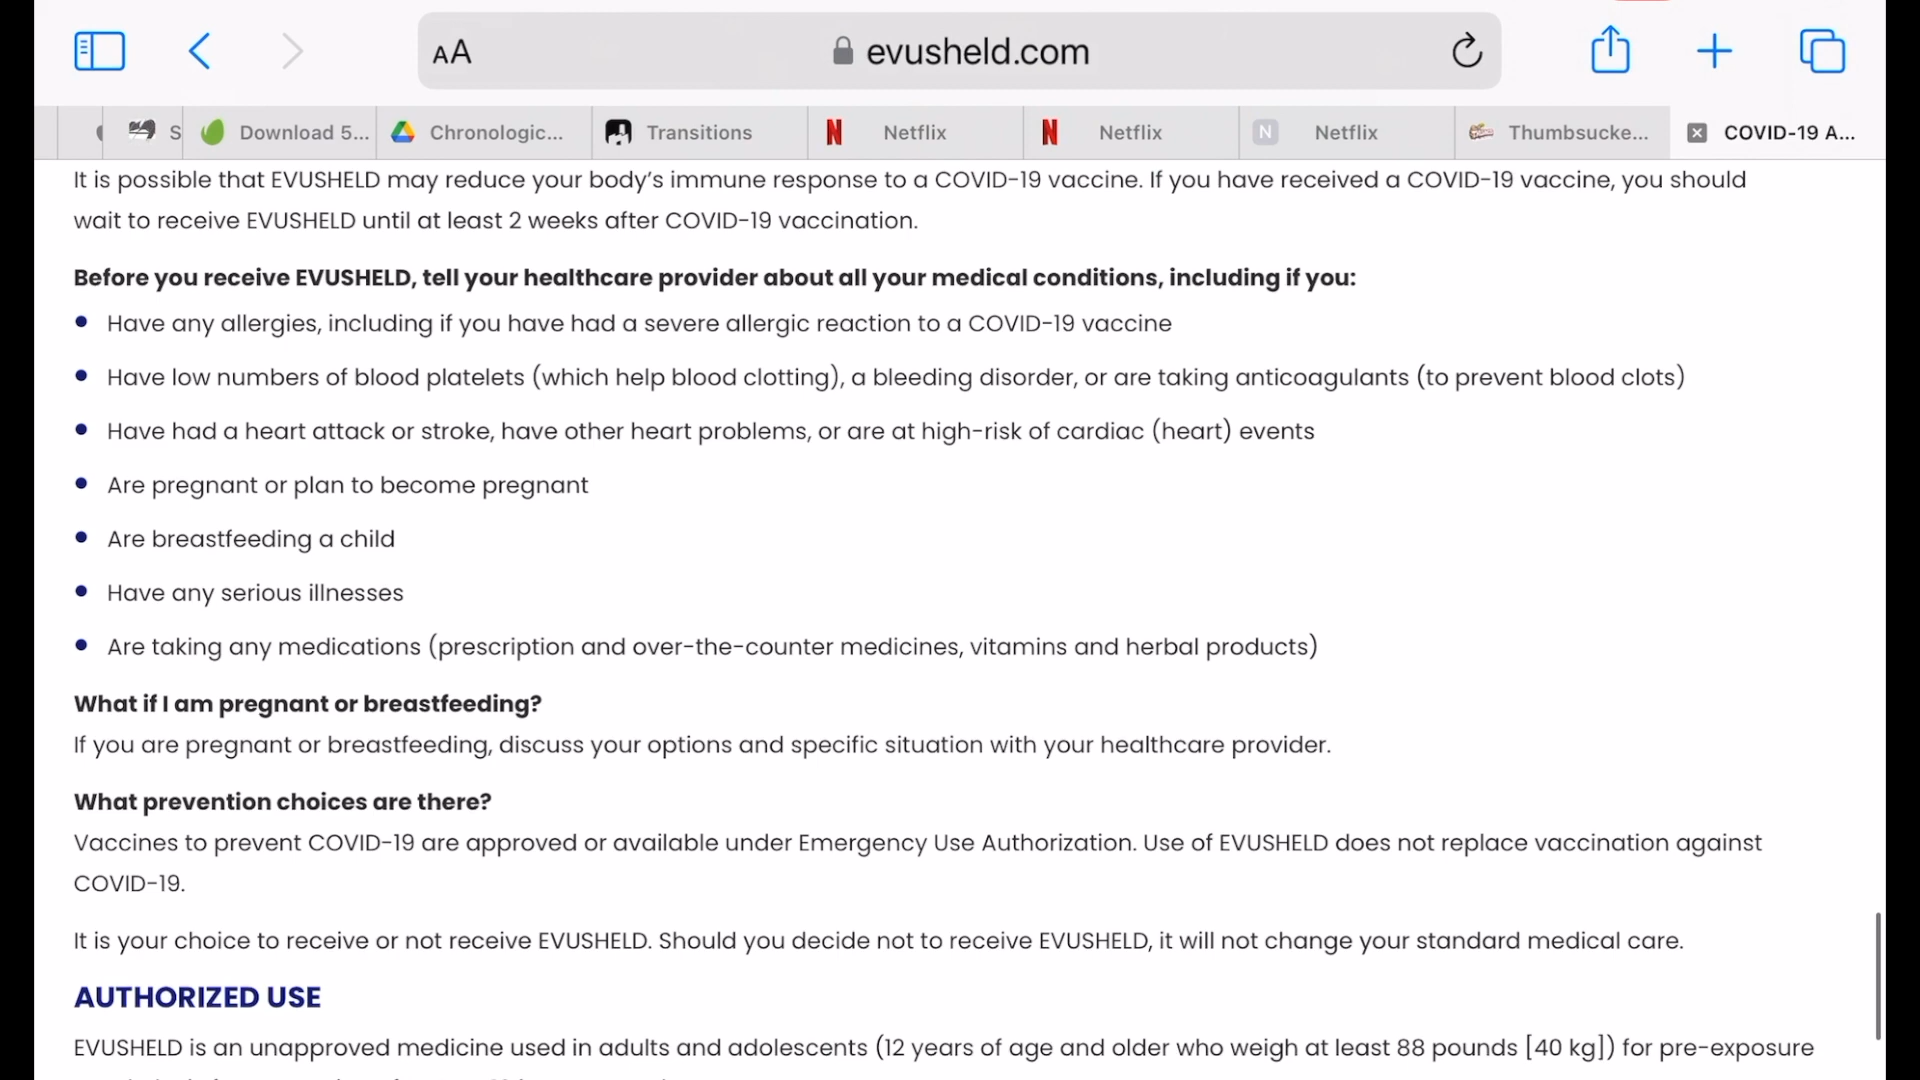 AA
evusheld.com
S
Download 5...
Chronologic...
Transitions
Netflix
Netflix
N
Netflix
Thumbsucke...
COVID-19 A...
It is possible that EVUSHELD may reduce your body’s immune response to a COVID-19 vaccine. If you have received a COVID-19 vaccine, you should
wait to receive EVUSHELD until at least 2 weeks after COVID-19 vaccination.
Before you receive EVUSHELD, tell your healthcare provider about all your medical conditions, including if you:
• Have any allergies, including if you have had a severe allergic reaction to a COVID-19 vaccine
• Have low numbers of blood platelets (which help blood clotting), a bleeding disorder, or are taking anticoagulants (to prevent blood clots)
• Have had a heart attack or stroke, have other heart problems, or are at high-risk of cardiac (heart) events
• Are pregnant or plan to become pregnant
• Are breastfeeding a child
• Have any serious illnesses
• Are taking any medications (prescription and over-the-counter medicines, vitamins and herbal products)
What if I am pregnant or breastfeeding?
If you are pregnant or breastfeeding, discuss your options and specific situation with your healthcare provider.
What prevention choices are there?
Vaccines to prevent COVID-19 are approved or available under Emergency Use Authorization. Use of EVUSHELD does not replace vaccination against
COVID-19.
It is your choice to receive or not receive EVUSHELD. Should you decide not to receive EVUSHELD, it will not change your standard medical care.
AUTHORIZED USE
EVUSHELD is an unapproved medicine used in adults and adolescents (12 years of age and older who weigh at least 88 pounds [40 kg]) for pre-exposure